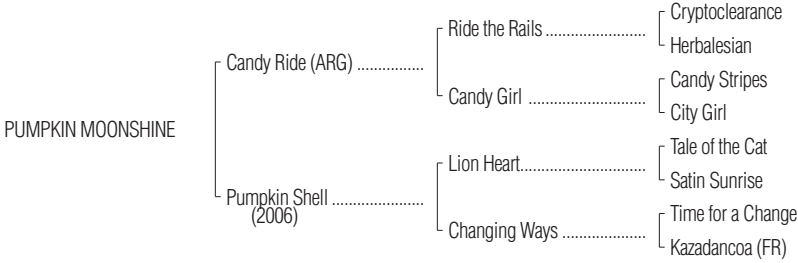 Cryptoclearance
Ride the Rails ........................
Herbalesian
Candy Ride (ARG) ................
Candy Stripes
Candy Girl ............................
City Girl
PUMPKIN MOONSHINE
Tale of the Cat
Lion Heart..............................
Satin Sunrise
Pumpkin Shell ......................
(2006)
Time for a Change
Changing Ways ....................
Kazadancoa (FR)